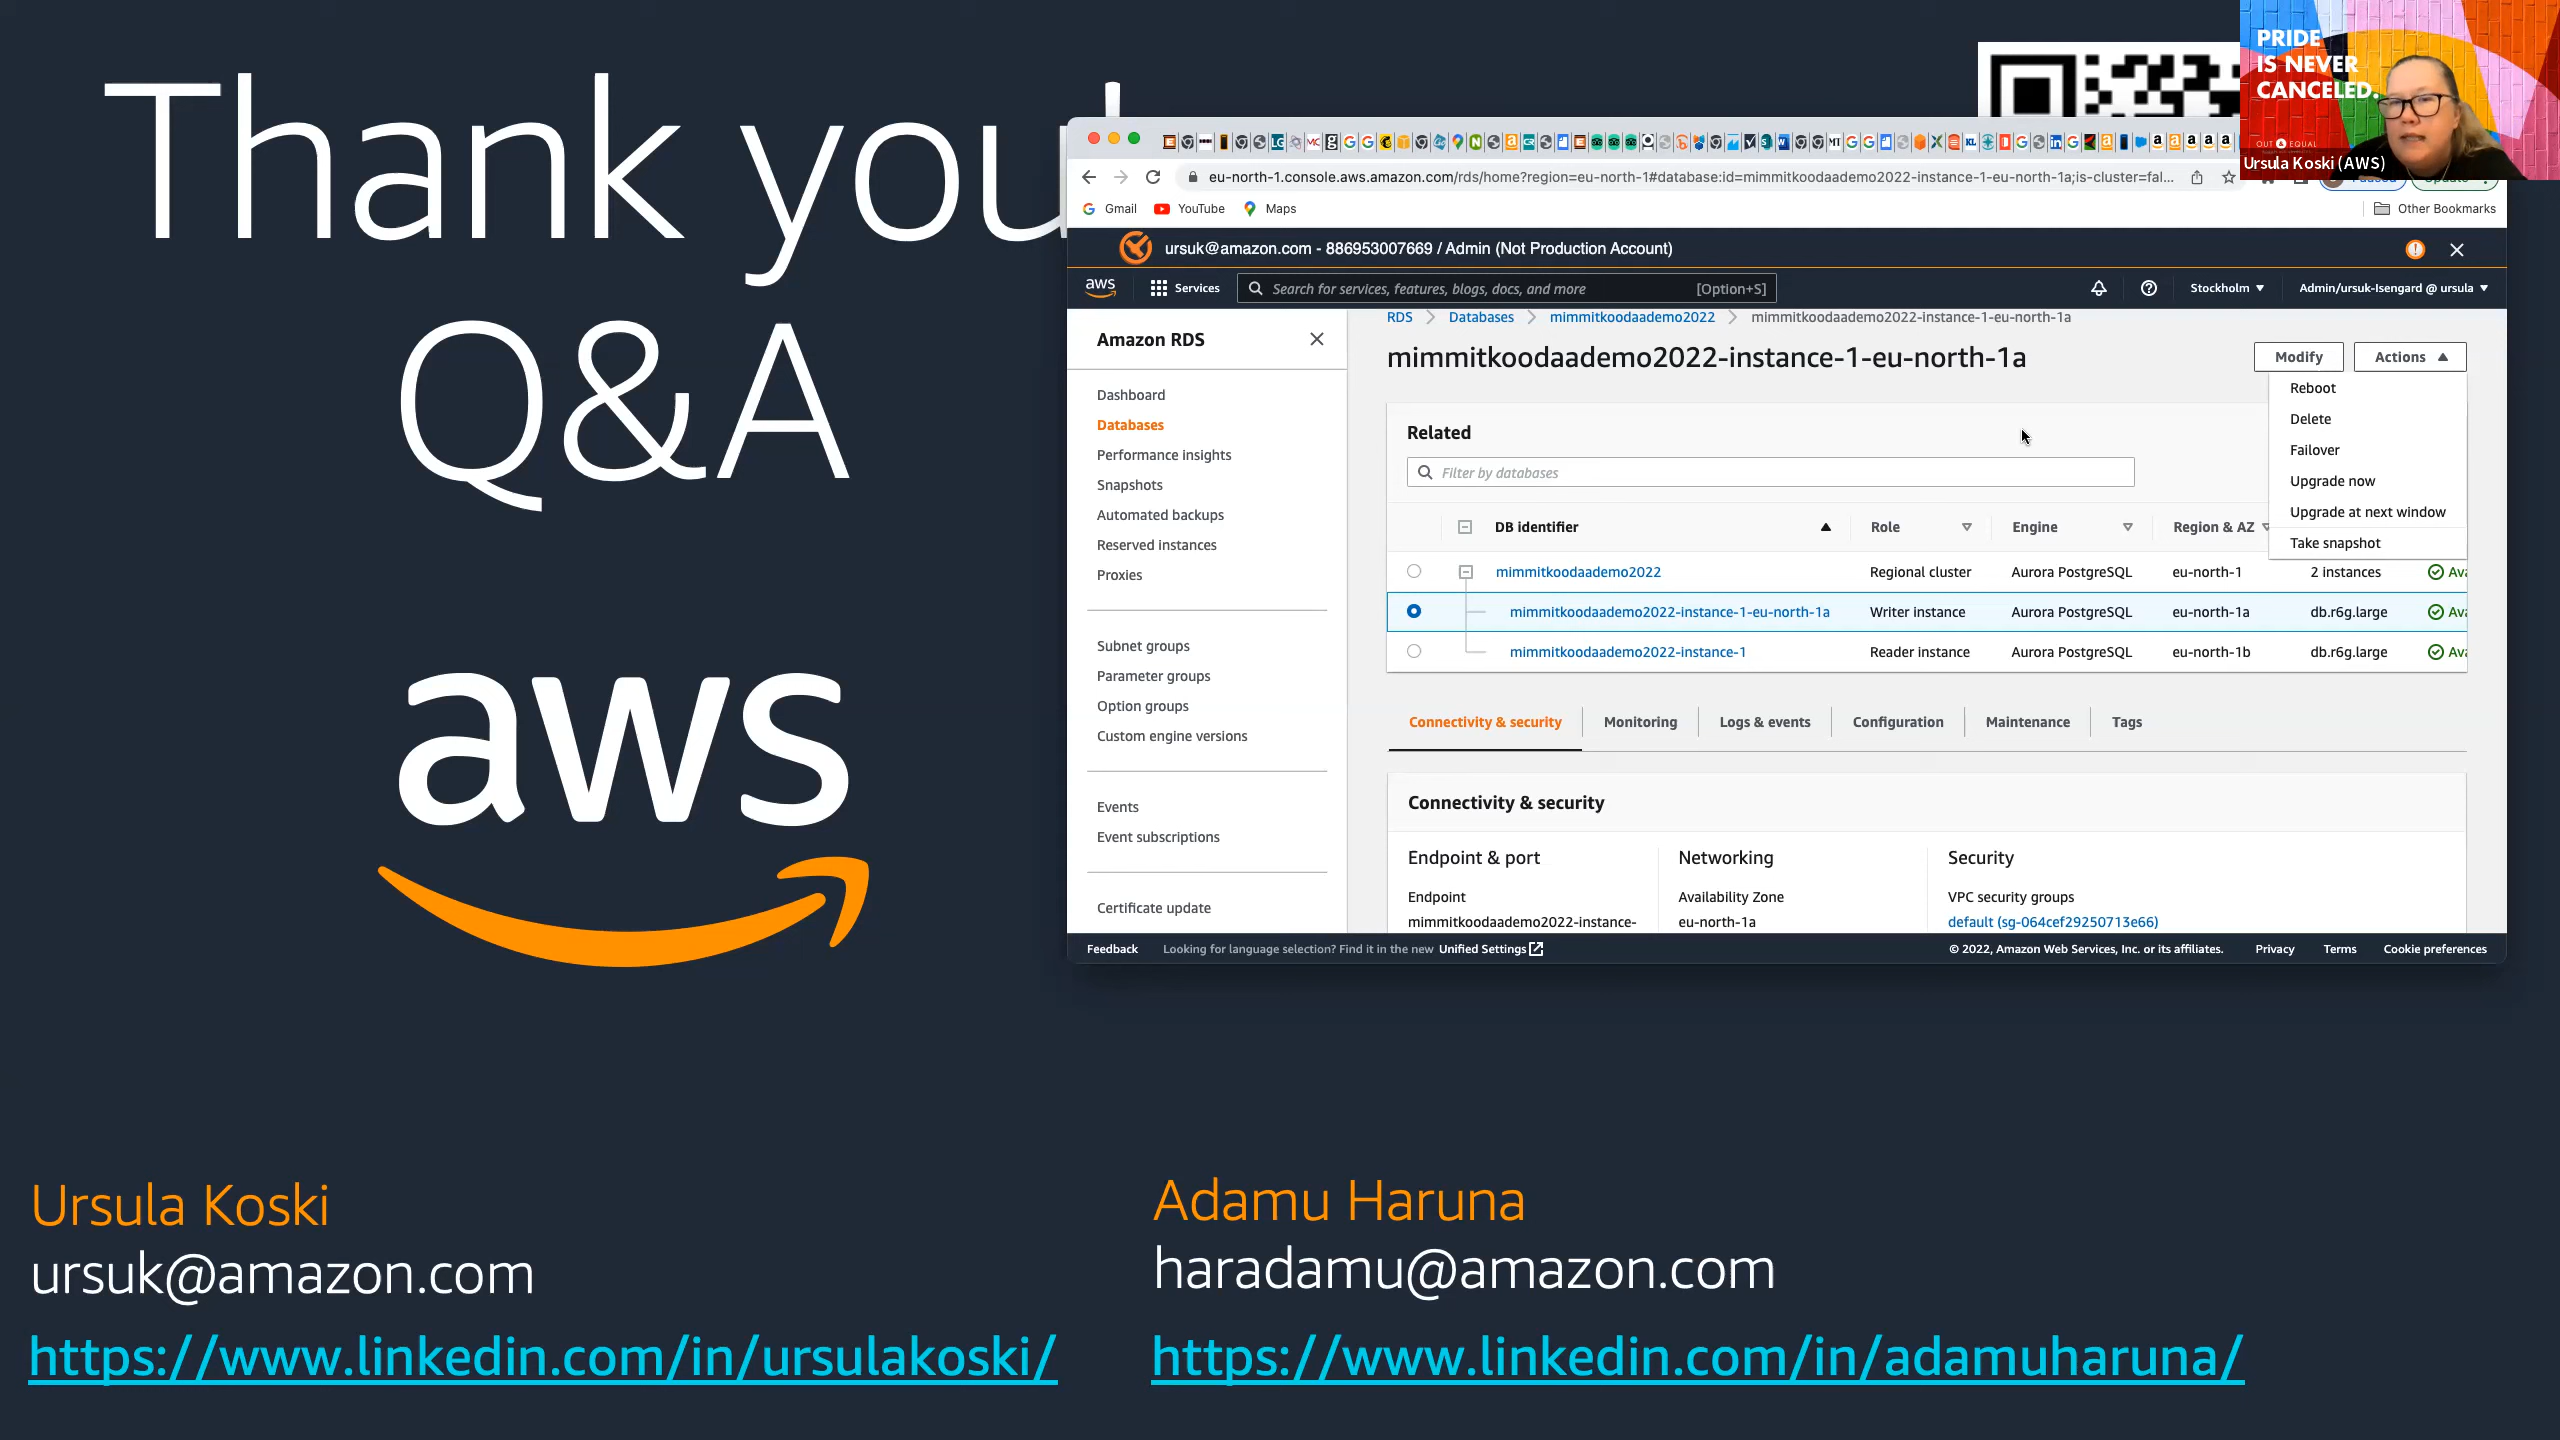 Thank you!
Q&A
aws
PRIDE
IS NEVER
CANCELED.
OUT & EQUAL
Ursula Koski (AWS)
eu-north-1.console.aws.amazon.com/rds/home?region=eu-north-1#database:id=mimmitkoodaademo2022-instance-1-eu-north-1a;is-cluster=fal...
Gmail YouTube Maps Other Bookmarks
ursuk@amazon.com - 886953007669 / Admin (Not Production Account)
aws Services Search for services, features, blogs, docs, and more [Option+S] Stockholm Admin/ursuk-Isengard @ ursula
Amazon RDS
Dashboard
Databases
Performance insights
Snapshots
Automated backups
Reserved instances
Proxies
Subnet groups
Parameter groups
Option groups
Custom engine versions
Events
Event subscriptions
Certificate update
RDS Databases mimmitkoodaademo2022 mimmitkoodaademo2022-instance-1-eu-north-1a
mimmitkoodaademo2022-instance-1-eu-north-1a
Modify Actions
Reboot
Delete
Failover
Upgrade now
Upgrade at next window
Take snapshot
Related
Filter by databases
DB identifier Role Engine Region & AZ
mimmitkoodaademo2022 Regional cluster Aurora PostgreSQL eu-north-1 2 instances Ava
mimmitkoodaademo2022-instance-1-eu-north-1a Writer instance Aurora PostgreSQL eu-north-1a db.r6g.large Ava
mimmitkoodaademo2022-instance-1 Reader instance Aurora PostgreSQL eu-north-1b db.r6g.large Ava
Connectivity & security Monitoring Logs & events Configuration Maintenance Tags
Connectivity & security
Endpoint & port Networking Security
Endpoint Availability Zone VPC security groups
mimmitkoodaademo2022-instance- eu-north-1a default (sg-064cef29250713e66)
Feedback Looking for language selection? Find it in the new Unified Settings © 2022, Amazon Web Services, Inc. or its affiliates. Privacy Terms Cookie preferences
Ursula Koski
ursuk@amazon.com
https://www.linkedin.com/in/ursulakoski/
Adamu Haruna
haradamu@amazon.com
https://www.linkedin.com/in/adamuharuna/